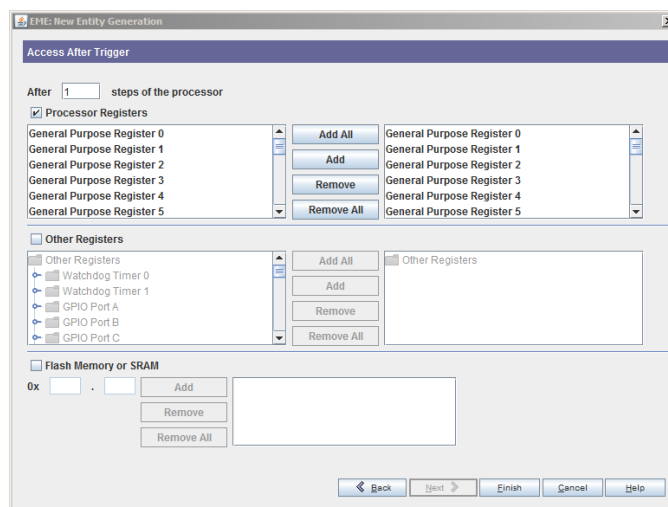 EME: New Entity Generation
Access After Trigger
After 1 steps of the processor
Processor Registers
General Purpose Register 0 Add All General Purpose Register 0
General Purpose Register 1 General Purpose Register 1
General Purpose Register 2 Add General Purpose Register 2
General Purpose Register 3 Remove General Purpose Register 3
General Purpose Register 4 General Purpose Register 4
General Purpose Register 5 Remove All General Purpose Register 5
Other Registers
Other Registers Add All Other Registers
Watchdog Timer 0
Watchdog Timer 1 Add
GPIO Port A
GPIO Port B Remove
GPIO Port C Remove All
Flash Memory or SRAM
0x . Add
Remove
Remove All
Back Next Finish Cancel Help